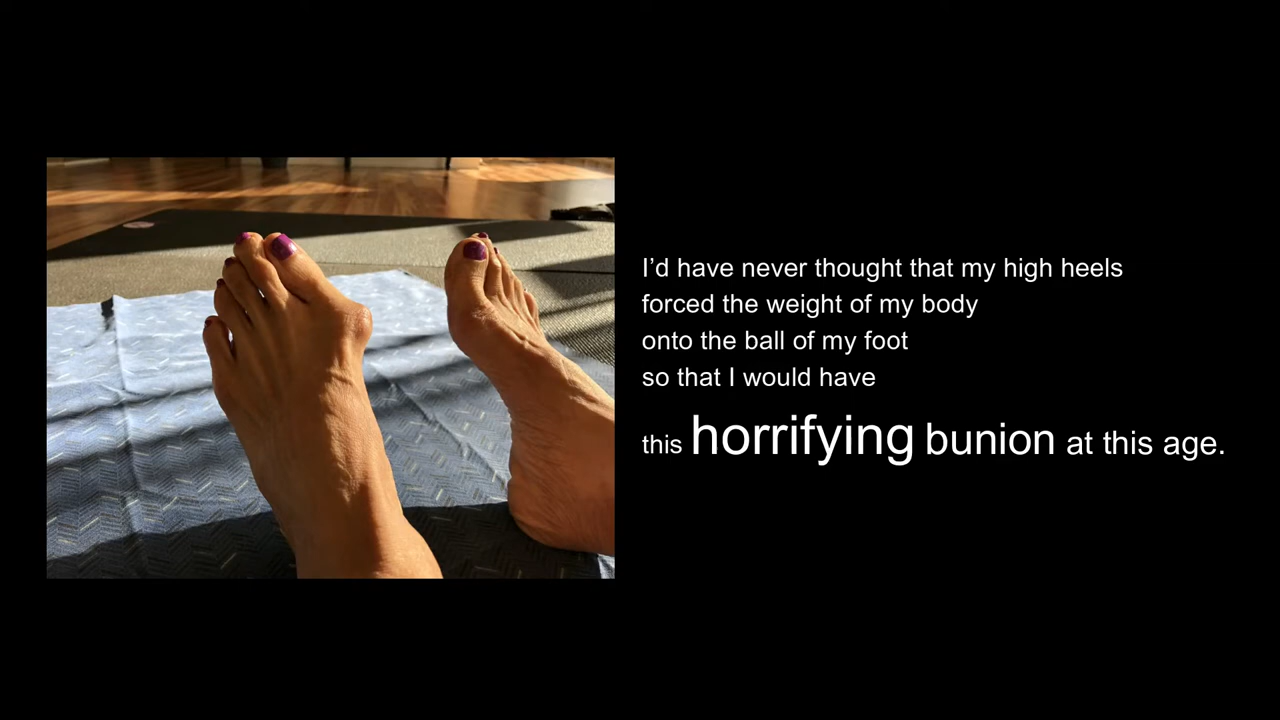 I’d have never thought that my high heels
forced the weight of my body
onto the ball of my foot
so that I would have
this horrifying bunion at this age.